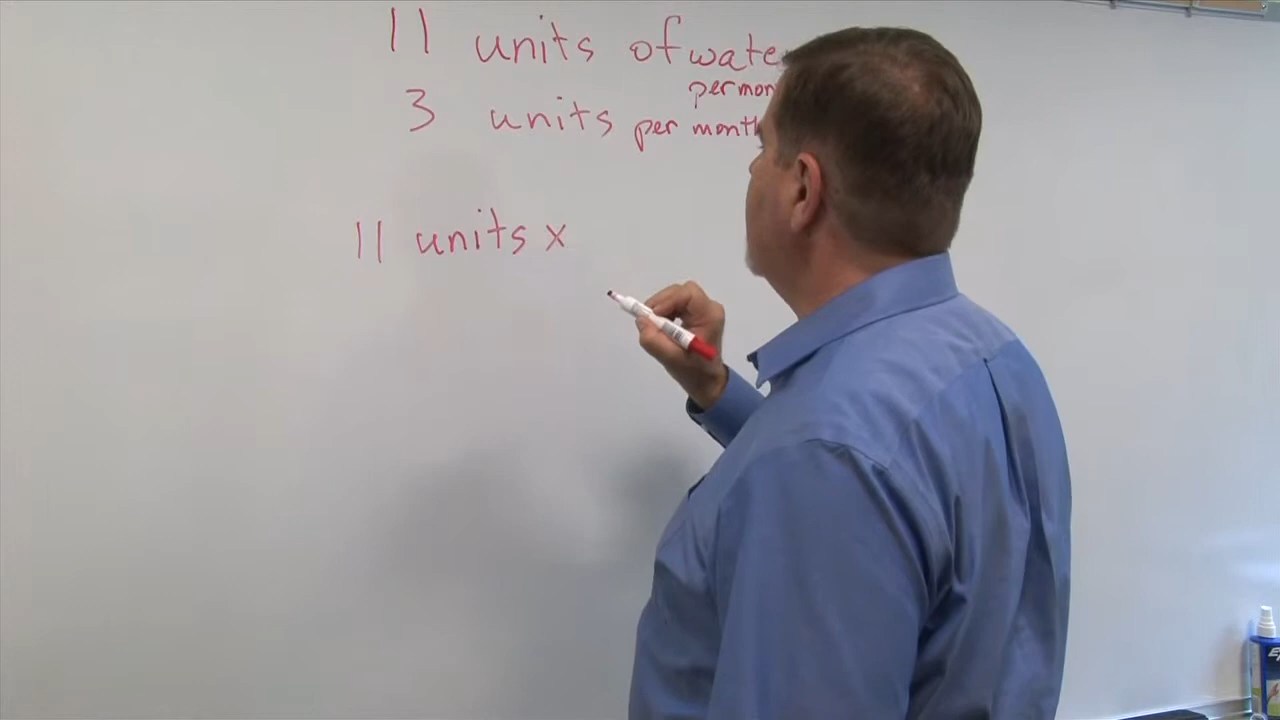 11 units of wate
per mon
3 units per month
11 units x